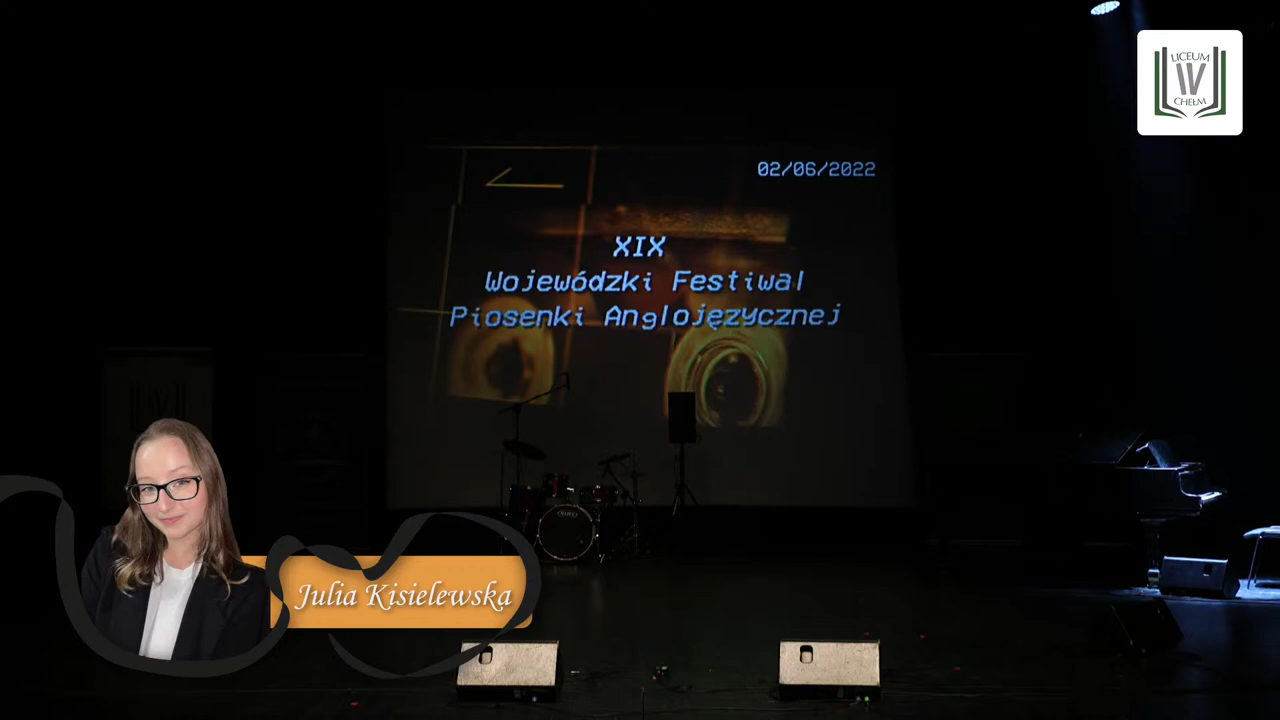 LICEUM
IV
CHEŁM
02/06/2022
XIX
Wojewódzki Festiwal
Piosenki Anglojęzycznej
Julia Kisielewska